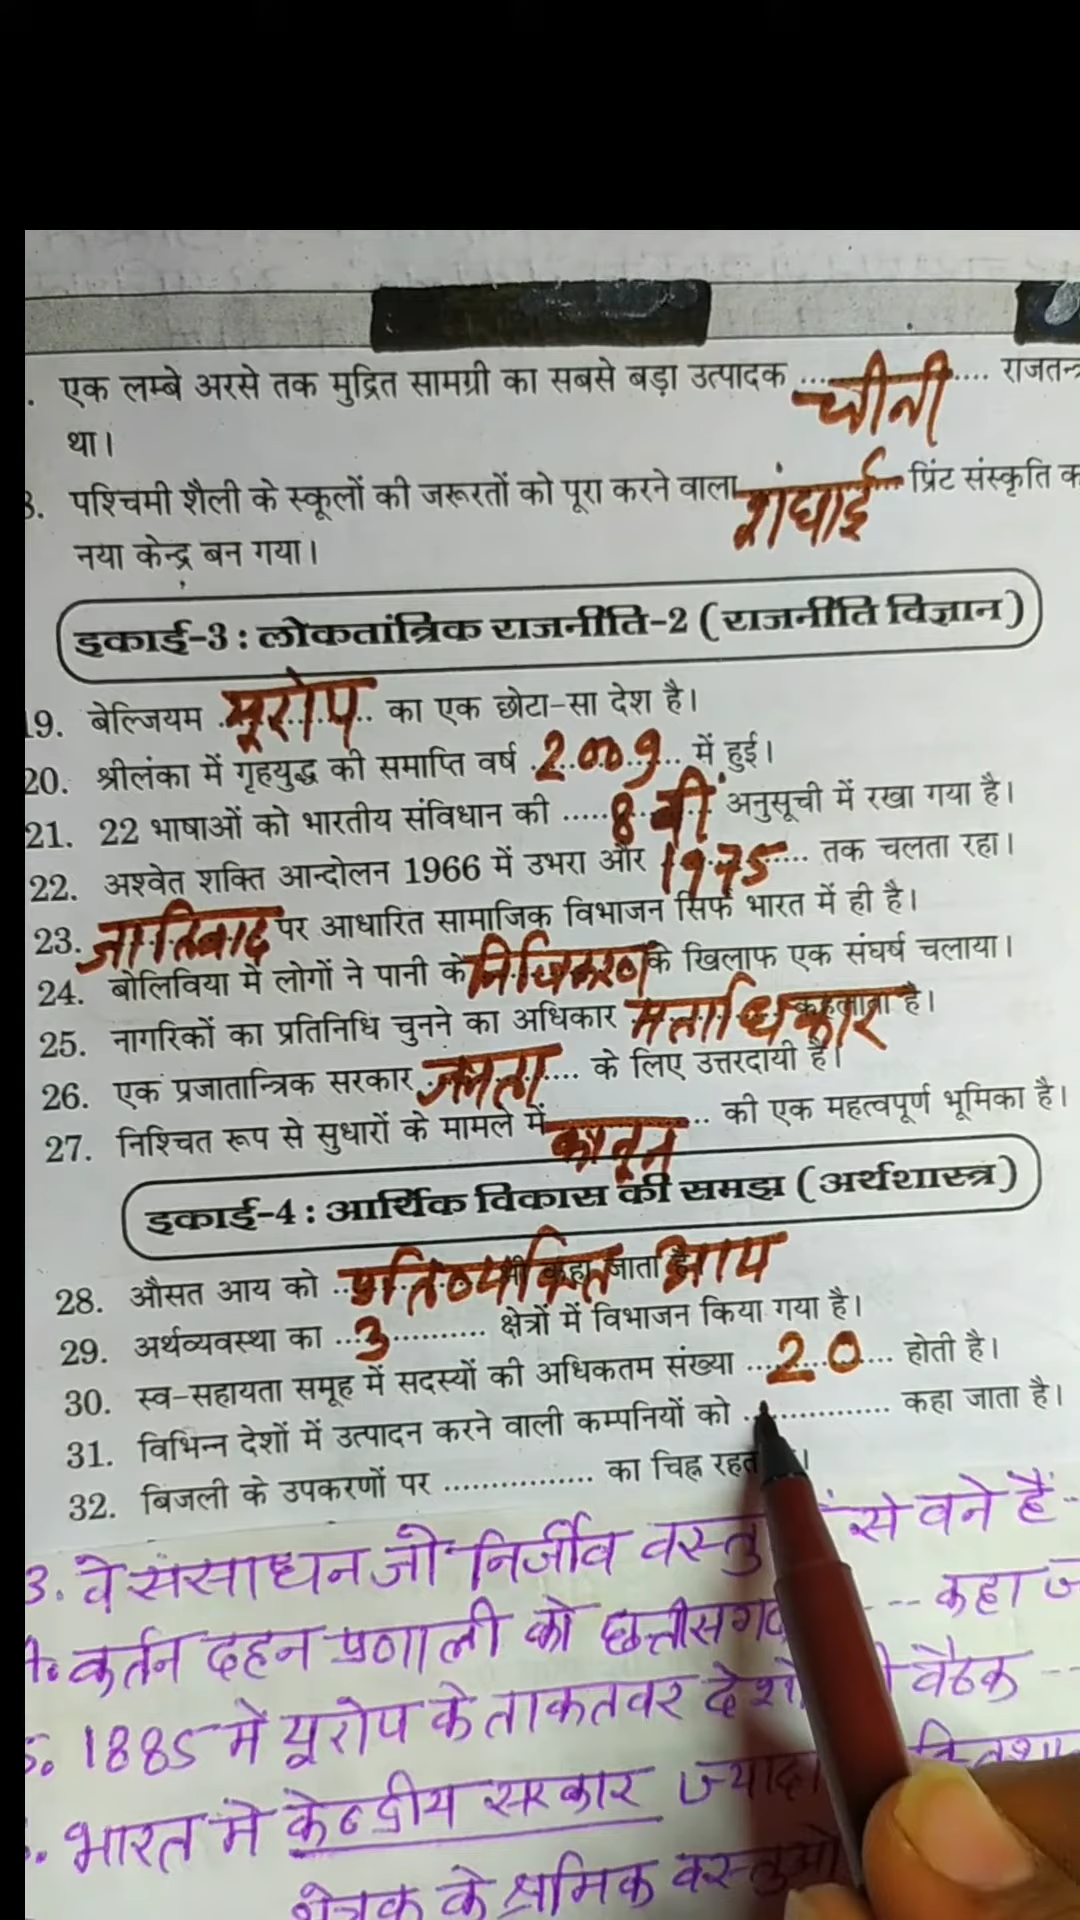 एक लम्बे अरसे तक मुद्रित सामग्री का सबसे बड़ा उत्पादक .... चीनी .... राजतन्त्र
था।
पश्चिमी शैली के स्कूलों की जरूरतों को पूरा करने वाला शंघाई ... प्रिंट संस्कृति का
नया केन्द्र बन गया।
इकाई-3 : लोकतांत्रिक राजनीति-2 ( राजनीति विज्ञान )
19. बेल्जियम यूरोप का एक छोटा-सा देश है।
20. श्रीलंका में गृहयुद्ध की समाप्ति वर्ष 2009 में हुई।
21. 22 भाषाओं को भारतीय संविधान की ..... 8 वीं अनुसूची में रखा गया है।
22. अश्वेत शक्ति आन्दोलन 1966 में उभरा और 1975 .... तक चलता रहा।
23. जातिवाद पर आधारित सामाजिक विभाजन सिर्फ भारत में ही है।
24. बोलिविया में लोगों ने पानी के निजिकरण के खिलाफ एक संघर्ष चलाया।
25. नागरिकों का प्रतिनिधि चुनने का अधिकार मताधिकार कहलाता है।
26. एक प्रजातान्त्रिक सरकार जनता .... के लिए उत्तरदायी है।
27. निश्चित रूप से सुधारों के मामले में कानून .. की एक महत्वपूर्ण भूमिका है।
इकाई-4 : आर्थिक विकास की समझ ( अर्थशास्त्र )
28. औसत आय को .. प्रतिव्यक्ति आय भी कहा जाता है।
29. अर्थव्यवस्था का ... 3 ........... क्षेत्रों में विभाजन किया गया है।
30. स्व-सहायता समूह में सदस्यों की अधिकतम संख्या .... 20 .... होती है।
31. विभिन्न देशों में उत्पादन करने वाली कम्पनियों को ............... कहा जाता है।
32. बिजली के उपकरणों पर ............... का चिह्न रहता
3. वे संसाधन जो निर्जीव वस्तु से बने हैं --
कर्तन दहन प्रणाली को छत्तीसगढ़ --- कहा
1885 में यूरोप के ताकतवर देशो बैठक --
भारत मे केन्द्रीय सरकार ज्यादा
के श्रमिक वस्तुओ